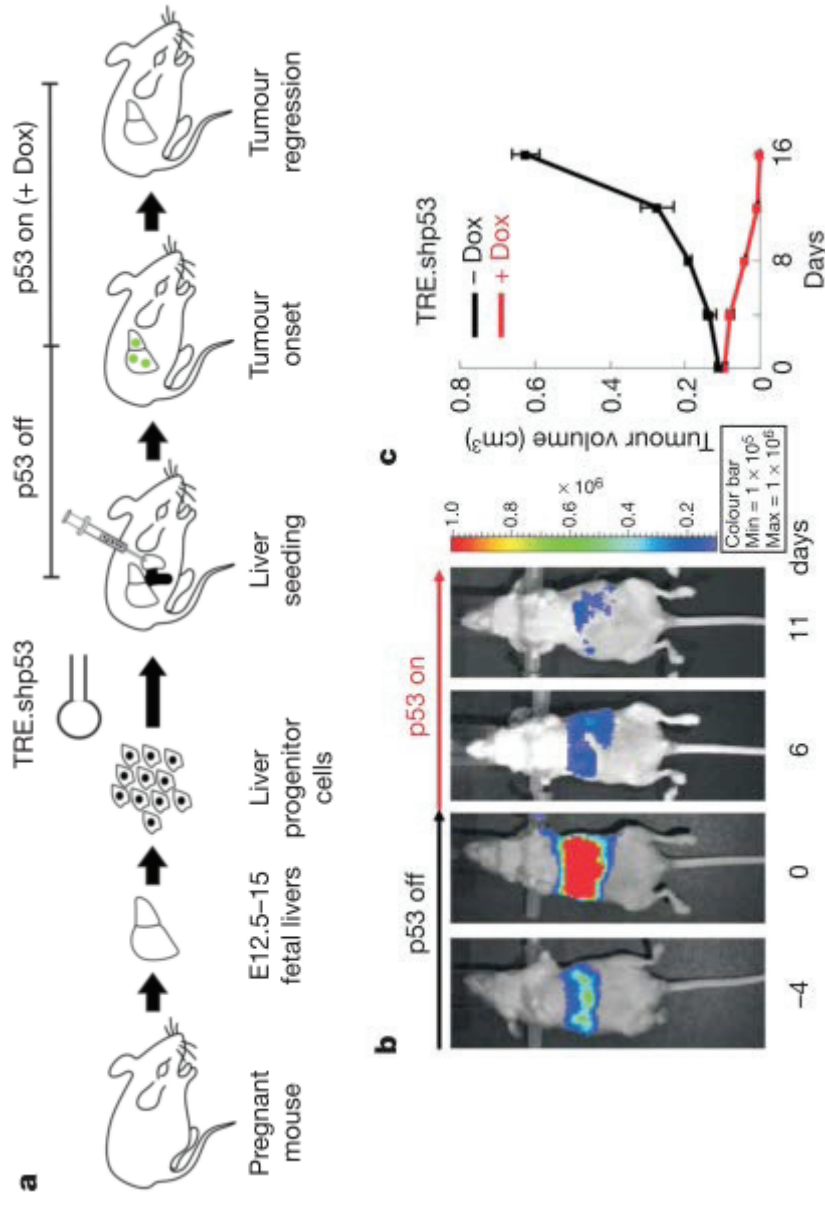 a
TRE.shp53
p53 off
p53 on (+ Dox)
Pregnant
mouse
E12.5–15
fetal livers
Liver
progenitor
cells
Liver
seeding
Tumour
onset
Tumour
regression
b
p53 off
p53 on
–4
0
6
11
days
× 10⁶
1.0
0.8
0.6
0.4
0.2
Colour bar
Min = 1 × 10⁵
Max = 1 × 10⁶
c
TRE.shp53
– Dox
+ Dox
Tumour volume (cm³)
0.8
0.6
0.4
0.2
0
0
8
16
Days